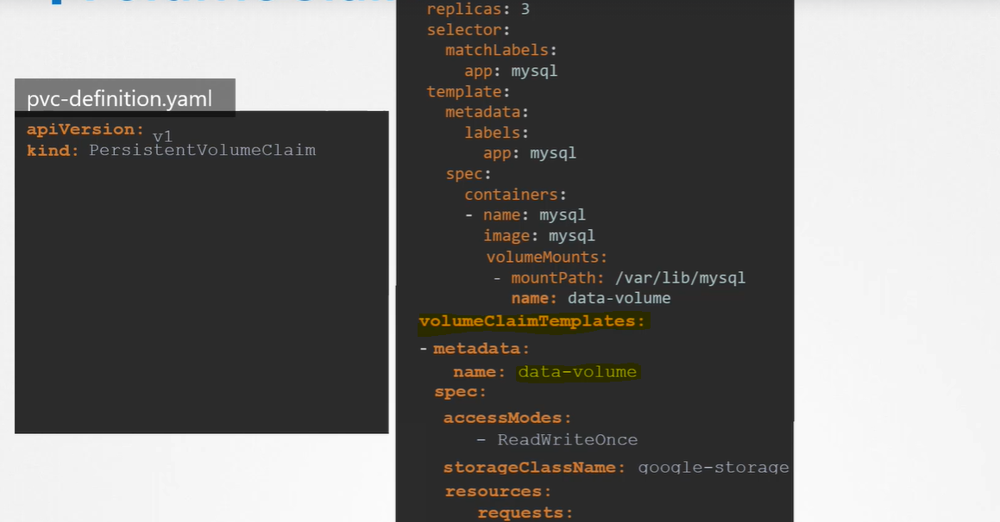 pvc-definition.yaml
apiVersion: v1
kind: PersistentVolumeClaim
replicas: 3
selector:
matchLabels:
app: mysql
template:
metadata:
labels:
app: mysql
spec:
containers:
- name: mysql
image: mysql
volumeMounts:
- mountPath: /var/lib/mysql
name: data-volume
volumeClaimTemplates:
- metadata:
name: data-volume
spec:
accessModes:
- ReadWriteOnce
storageClassName: google-storage
resources:
requests: